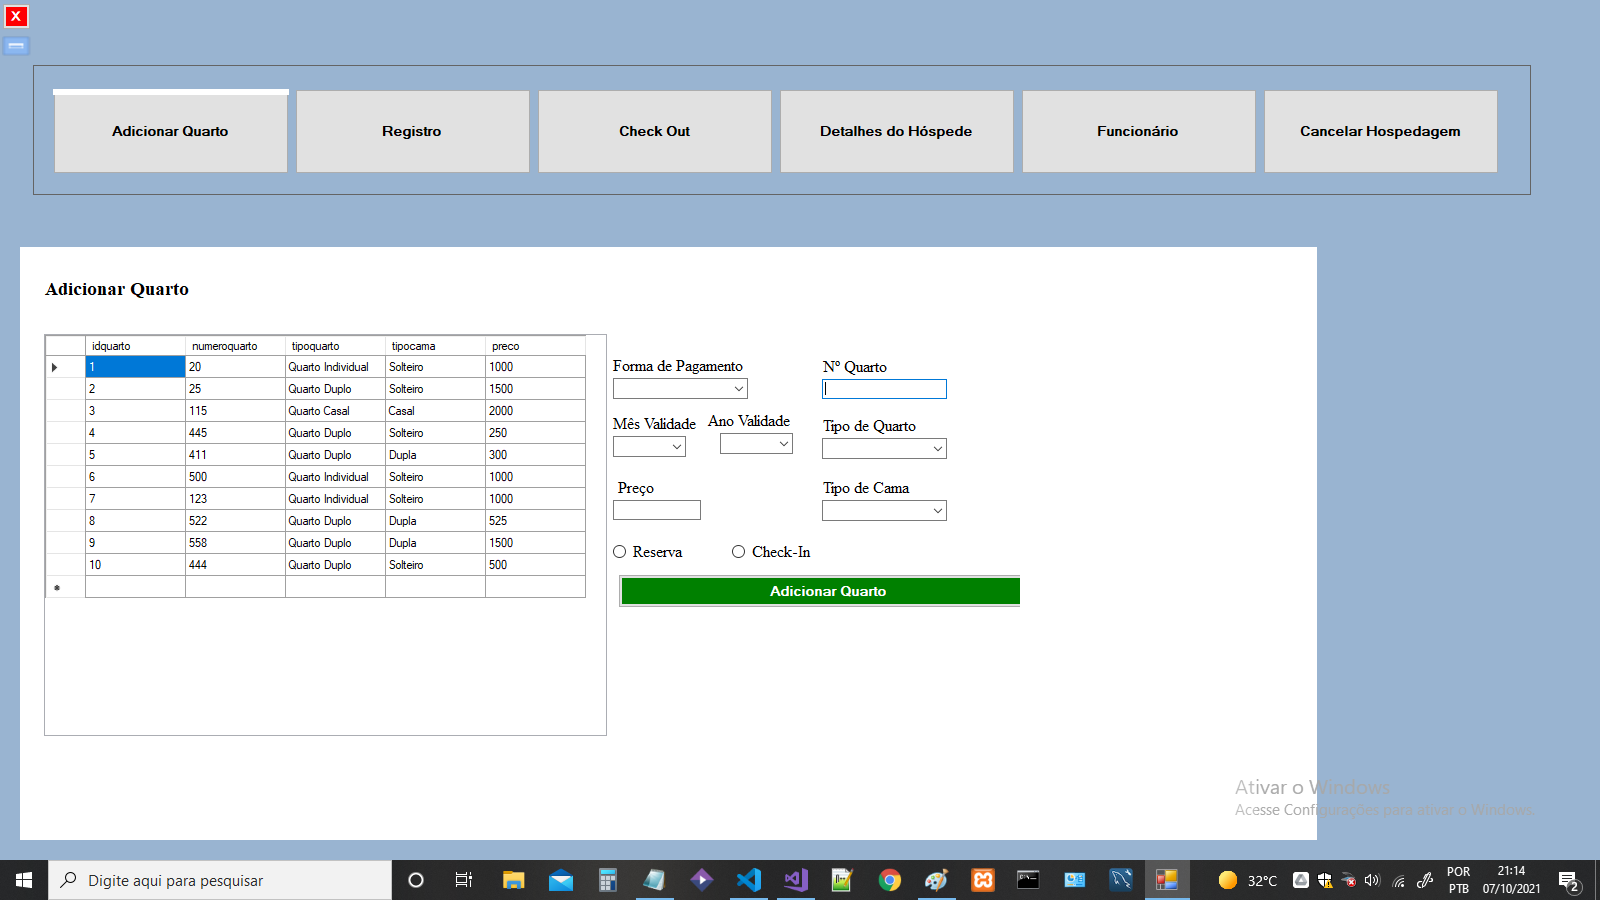 X
Adicionar Quarto
Registro
Check Out
Detalhes do Hóspede
Funcionário
Cancelar Hospedagem
Adicionar Quarto
idquarto numeroquarto tipoquarto tipocama preco
1 20 Quarto Individual Solteiro 1000
2 25 Quarto Duplo Solteiro 1500
3 115 Quarto Casal Casal 2000
4 445 Quarto Duplo Solteiro 250
5 411 Quarto Duplo Dupla 300
6 500 Quarto Individual Solteiro 1000
7 123 Quarto Individual Solteiro 1000
8 522 Quarto Duplo Dupla 525
9 558 Quarto Duplo Dupla 1500
10 444 Quarto Duplo Solteiro 500
Forma de Pagamento
Nº Quarto
Mês Validade
Ano Validade
Tipo de Quarto
Preço
Tipo de Cama
Reserva
Check-In
Adicionar Quarto
Ativar o Windows
Acesse Configurações para ativar o Windows.
Digite aqui para pesquisar
32°C
POR
PTB
21:14
07/10/2021
2